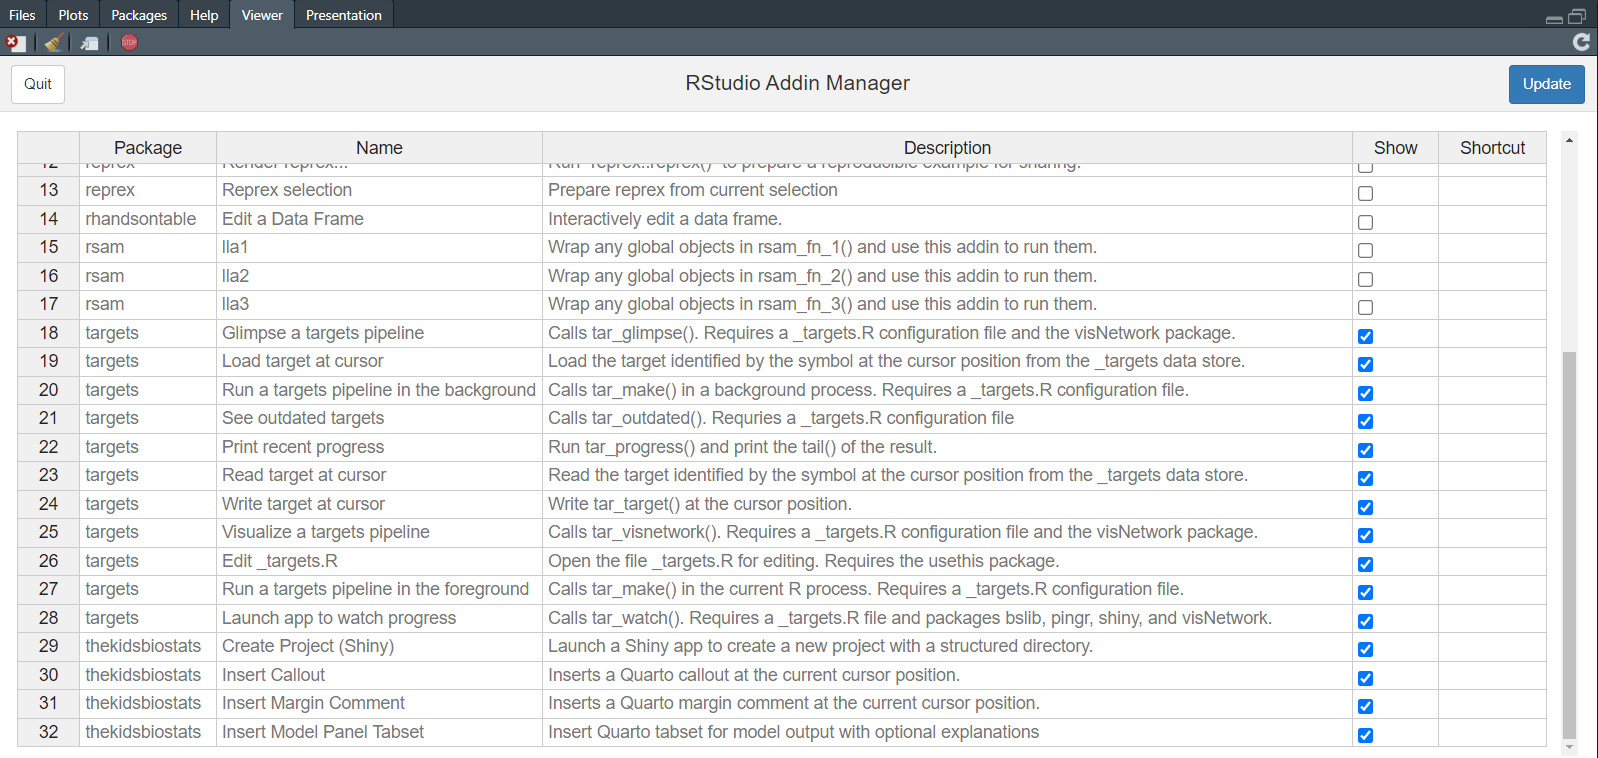 Files Plots Packages Help Viewer Presentation
STOP
Quit RStudio Addin Manager Update
Package Name Description Show Shortcut
12 reprex Render reprex... Run `reprex::reprex()` to prepare a reproducible example for sharing.
13 reprex Reprex selection Prepare reprex from current selection
14 rhandsontable Edit a Data Frame Interactively edit a data frame.
15 rsam lla1 Wrap any global objects in rsam_fn_1() and use this addin to run them.
16 rsam lla2 Wrap any global objects in rsam_fn_2() and use this addin to run them.
17 rsam lla3 Wrap any global objects in rsam_fn_3() and use this addin to run them.
18 targets Glimpse a targets pipeline Calls tar_glimpse(). Requires a _targets.R configuration file and the visNetwork package.
19 targets Load target at cursor Load the target identified by the symbol at the cursor position from the _targets data store.
20 targets Run a targets pipeline in the background Calls tar_make() in a background process. Requires a _targets.R configuration file.
21 targets See outdated targets Calls tar_outdated(). Requries a _targets.R configuration file
22 targets Print recent progress Run tar_progress() and print the tail() of the result.
23 targets Read target at cursor Read the target identified by the symbol at the cursor position from the _targets data store.
24 targets Write target at cursor Write tar_target() at the cursor position.
25 targets Visualize a targets pipeline Calls tar_visnetwork(). Requires a _targets.R configuration file and the visNetwork package.
26 targets Edit _targets.R Open the file _targets.R for editing. Requires the usethis package.
27 targets Run a targets pipeline in the foreground Calls tar_make() in the current R process. Requires a _targets.R configuration file.
28 targets Launch app to watch progress Calls tar_watch(). Requires a _targets.R file and packages bslib, pingr, shiny, and visNetwork.
29 thekidsbiostats Create Project (Shiny) Launch a Shiny app to create a new project with a structured directory.
30 thekidsbiostats Insert Callout Inserts a Quarto callout at the current cursor position.
31 thekidsbiostats Insert Margin Comment Inserts a Quarto margin comment at the current cursor position.
32 thekidsbiostats Insert Model Panel Tabset Insert Quarto tabset for model output with optional explanations